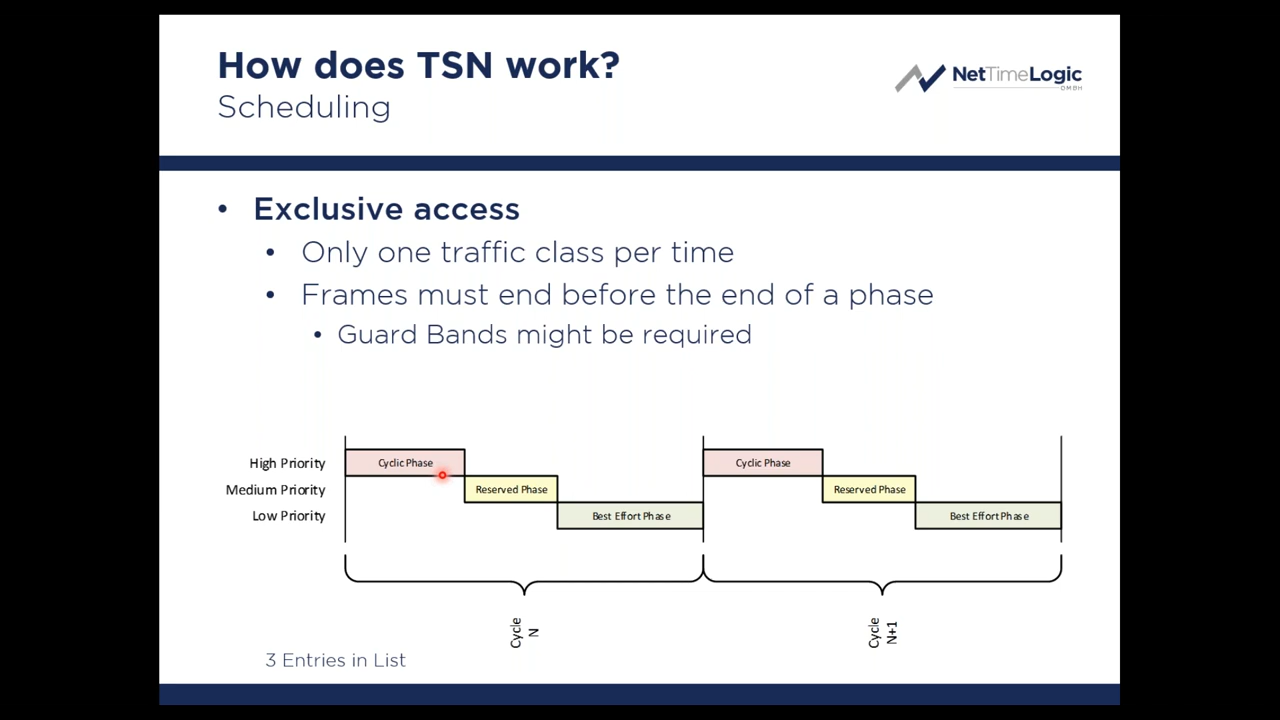 How does TSN work?
Scheduling
NetTimeLogic
GMBH
• Exclusive access
• Only one traffic class per time
• Frames must end before the end of a phase
• Guard Bands might be required
High Priority
Medium Priority
Low Priority
Cyclic Phase
Reserved Phase
Best Effort Phase
Cyclic Phase
Reserved Phase
Best Effort Phase
Cycle
N
Cycle
N+1
3 Entries in List